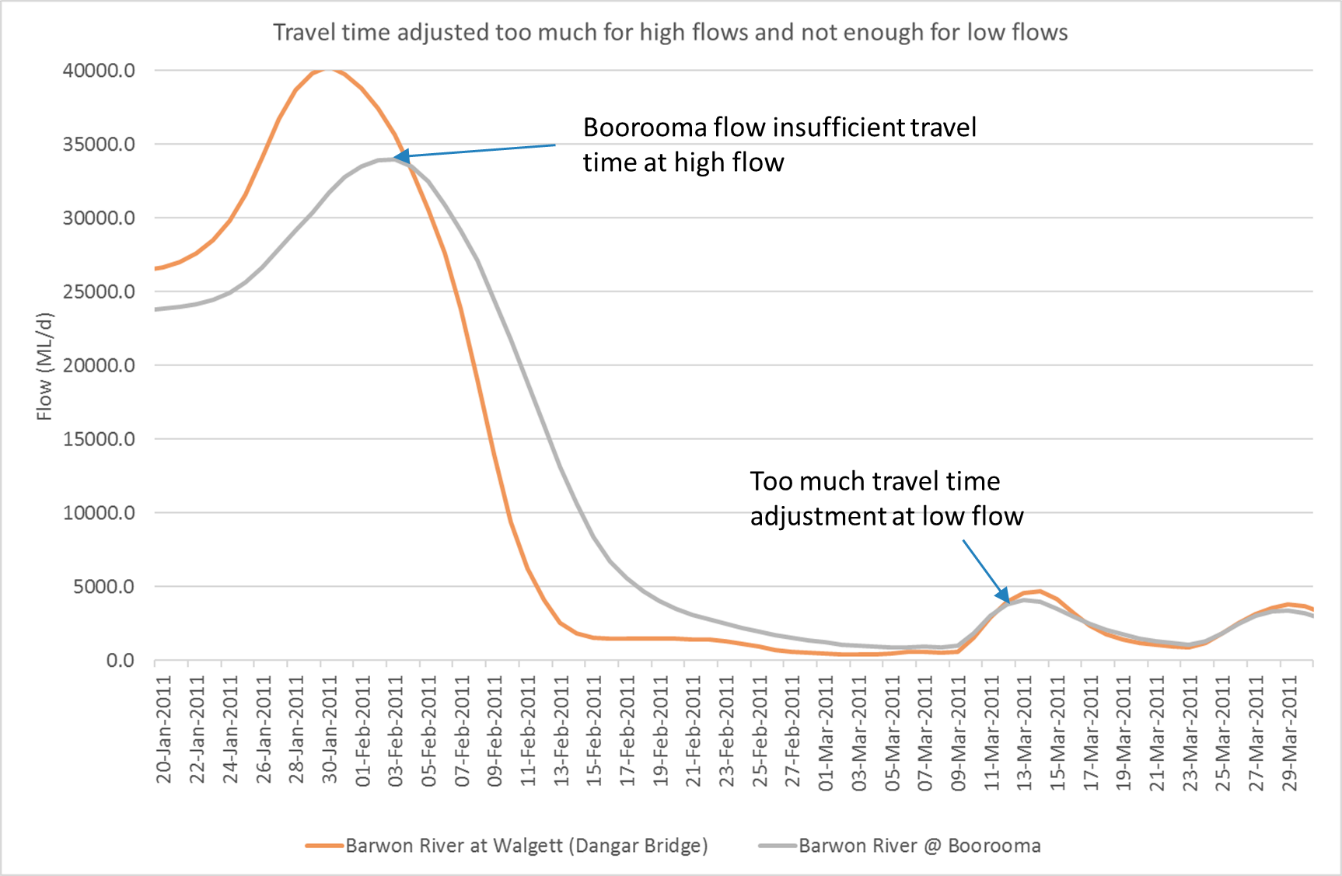 Travel time adjusted too much for high flows and not enough for low flows
40000.0
35000.0
30000.0
25000.0
20000.0
15000.0
10000.0
5000.0
0.0
Flow (ML/d)
Boorooma flow insufficient travel
time at high flow
Too much travel time
adjustment at low flow
20-Jan-2011
22-Jan-2011
24-Jan-2011
26-Jan-2011
28-Jan-2011
30-Jan-2011
01-Feb-2011
03-Feb-2011
05-Feb-2011
07-Feb-2011
09-Feb-2011
11-Feb-2011
13-Feb-2011
15-Feb-2011
17-Feb-2011
19-Feb-2011
21-Feb-2011
23-Feb-2011
25-Feb-2011
27-Feb-2011
01-Mar-2011
03-Mar-2011
05-Mar-2011
07-Mar-2011
09-Mar-2011
11-Mar-2011
13-Mar-2011
15-Mar-2011
17-Mar-2011
19-Mar-2011
21-Mar-2011
23-Mar-2011
25-Mar-2011
27-Mar-2011
29-Mar-2011
Barwon River at Walgett (Dangar Bridge)
Barwon River @ Boorooma